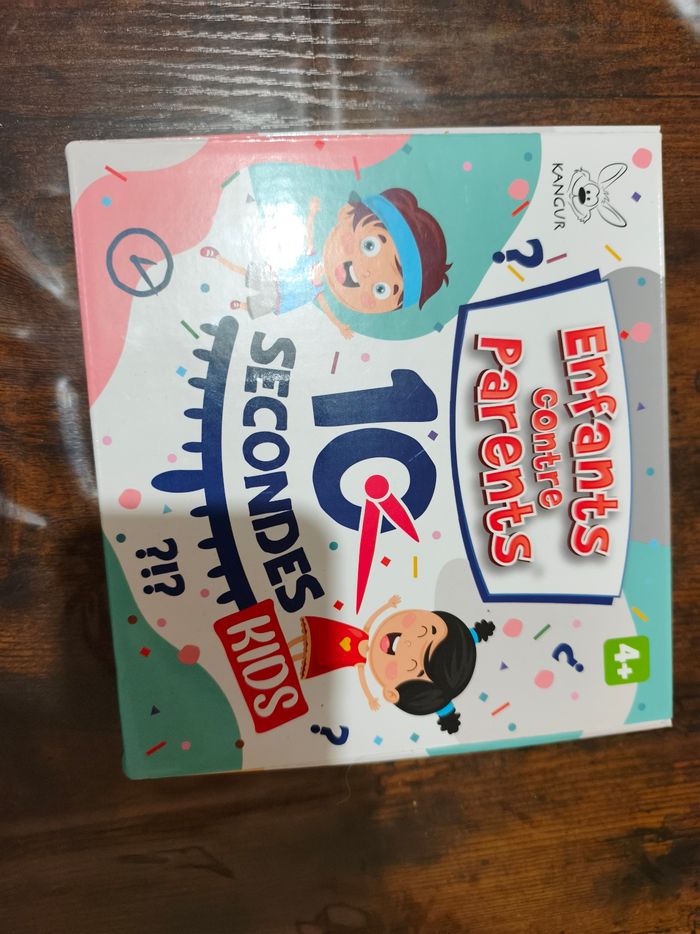 KANGUR
Enfants
contre
Parents
4+
?
?
10
SECONDES
KIDS
?
?!?